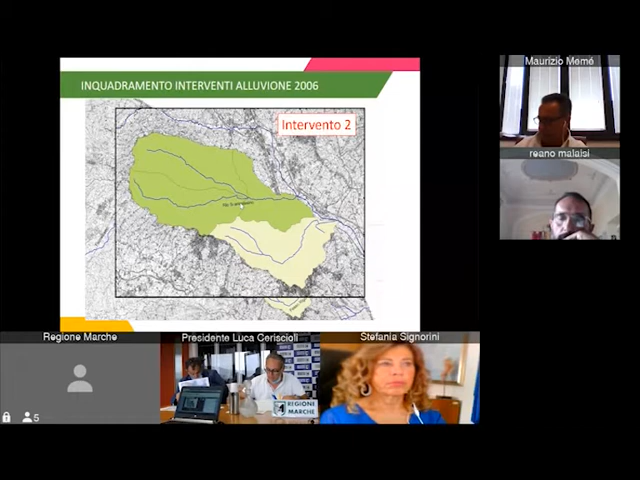 INQUADRAMENTO INTERVENTI ALLUVIONE 2006
Intervento 2
Maurizio Memé
reano malaisi
Regione Marche
Presidente Luca Ceriscioli
Stefania Signorini
5
REGIONE
MARCHE